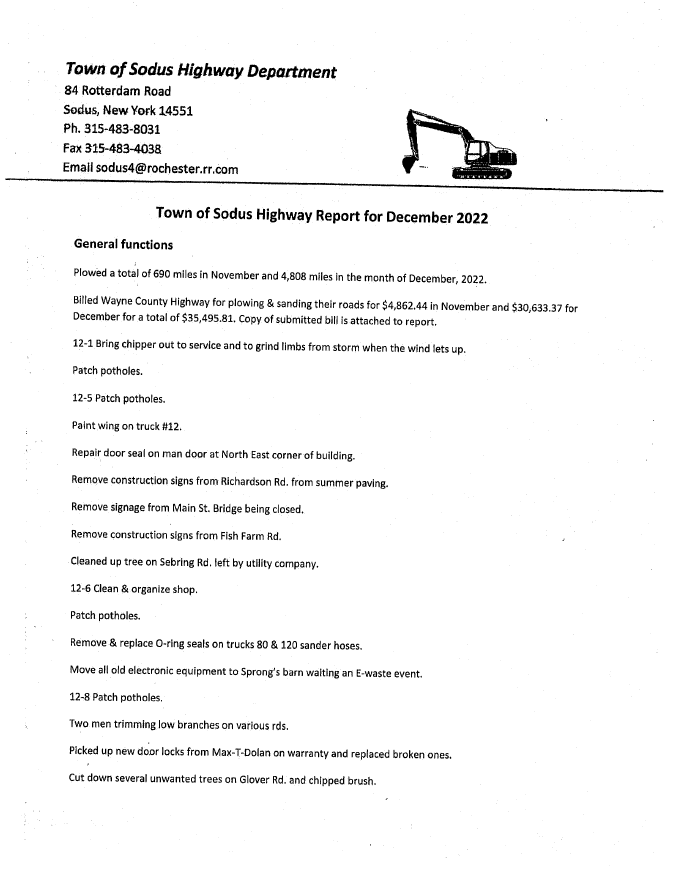 Town of Sodus Highway Department
84 Rotterdam Road
Sodus, New York 14551
Ph. 315-483-8031
Fax 315-483-4038
Email sodus4@rochester.rr.com
Town of Sodus Highway Report for December 2022
General functions
Plowed a total of 690 miles in November and 4,808 miles in the month of December, 2022.
Billed Wayne County Highway for plowing & sanding their roads for $4,862.44 in November and $30,633.37 for
December for a total of $35,495.81. Copy of submitted bill is attached to report.
12-1 Bring chipper out to service and to grind limbs from storm when the wind lets up.
Patch potholes.
12-5 Patch potholes.
Paint wing on truck #12.
Repair door seal on man door at North East corner of building.
Remove construction signs from Richardson Rd. from summer paving.
Remove signage from Main St. Bridge being closed.
Remove construction signs from Fish Farm Rd.
Cleaned up tree on Sebring Rd. left by utility company.
12-6 Clean & organize shop.
Patch potholes.
Remove & replace O-ring seals on trucks 80 & 120 sander hoses.
Move all old electronic equipment to Sprong's barn waiting an E-waste event.
12-8 Patch potholes.
Two men trimming low branches on various rds.
Picked up new door locks from Max-T-Dolan on warranty and replaced broken ones.
Cut down several unwanted trees on Glover Rd. and chipped brush.